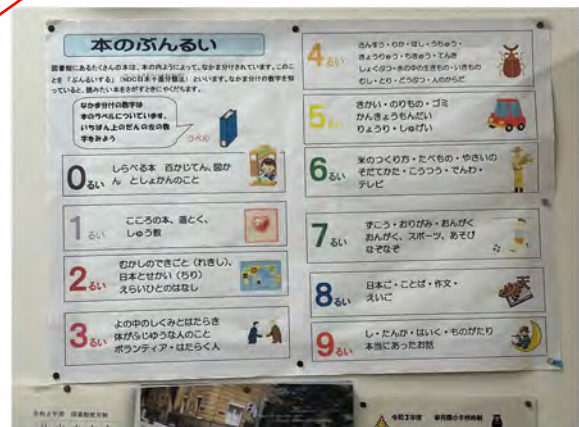 本のぶんるい
図書館にあるたくさんの本は、本の内ようによって、なかま分けされています。このこ
とを「ぶんるいする」（NDC日本十進分類法）といいます。なかま分けの数字を知
っていると、読みたい本をさがすときにやくだちます。
なかま分けの数字は
本のラベルについています。
いちばん上のだんの左の数
字をみよう
ラベル
0るい
しらべる本 百かじてん、図か
ん としょかんのこと
1るい
こころの本、道とく、
しゅう教
2るい
むかしのできごと（れきし）、
日本とせかい（ちり）
えらいひとのはなし
3るい
よの中のしくみとはたらき
体がふじゆうな人のこと
ボランティア・はたらく人
4るい
さんすう・りか・ほし・うちゅう・
きょうりゅう・ちきゅう・てんき
しょくぶつ・水の中の生きもの・いきもの
むし・とり・どうぶつ・人のからだ
5るい
きかい・のりもの・ゴミ
かんきょうもんだい
りょうり・しゅげい
6るい
米のつくり方・たべもの・やさいの
そだてかた・こうつう・でんわ・
テレビ
7るい
ずこう・おりがみ・おんがく
おんがく、スポーツ、あそび
なぞなぞ
8るい
日本ご・ことば・作文・
えいご
9るい
し・たんか・はいく・ものがたり
本当にあったお話